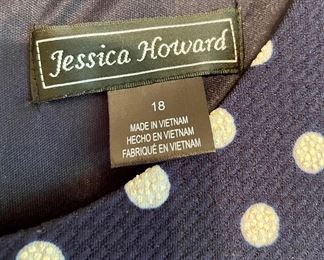 Jessica Howard
18
MADE IN VIETNAM
HECHO EN VIETNAM
FABRIQUÉ EN VIETNAM